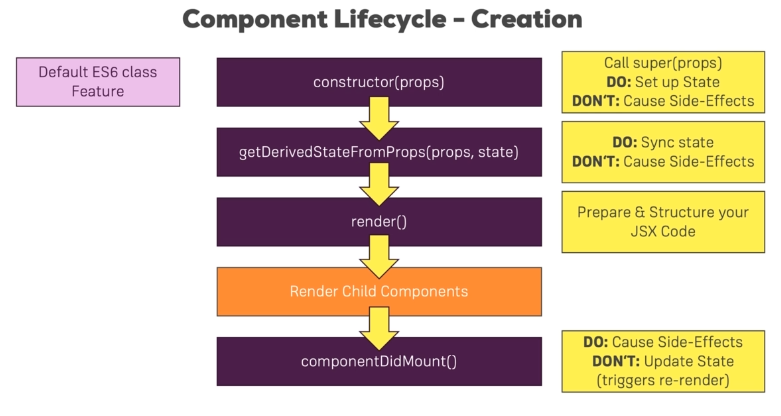 Component Lifecycle – Creation
Default ES6 class
Feature
constructor(props)
Call super(props)
DO: Set up State
DON'T: Cause Side-Effects
getDerivedStateFromProps(props, state)
DO: Sync state
DON'T: Cause Side-Effects
render()
Prepare & Structure your
JSX Code
Render Child Components
componentDidMount()
DO: Cause Side-Effects
DON'T: Update State
(triggers re-render)